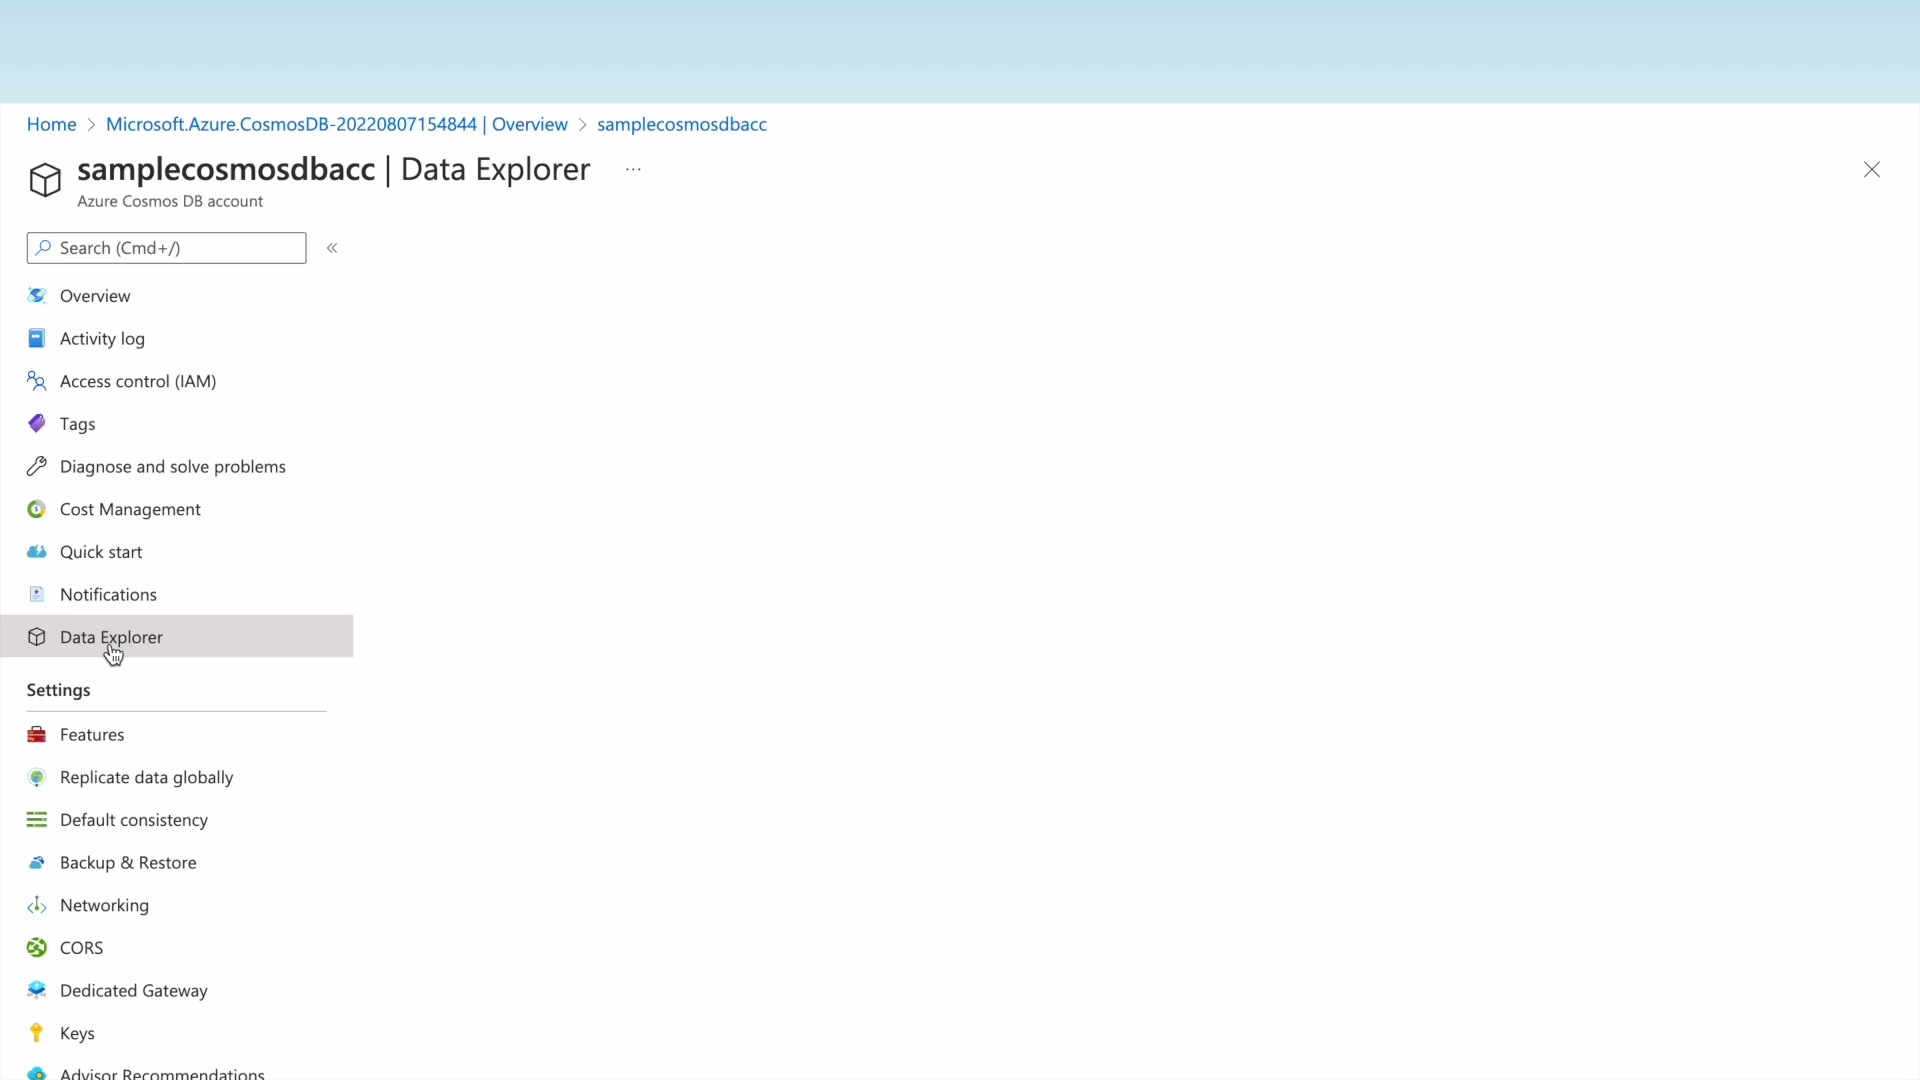 Home > Microsoft.Azure.CosmosDB-20220807154844 | Overview > samplecosmosdbacc
samplecosmosdbacc | Data Explorer ...
Azure Cosmos DB account
Search (Cmd+/) «
Overview
Activity log
Access control (IAM)
Tags
Diagnose and solve problems
Cost Management
Quick start
Notifications
Data Explorer
Settings
Features
Replicate data globally
Default consistency
Backup & Restore
Networking
CORS
Dedicated Gateway
Keys
Advisor Recommendations